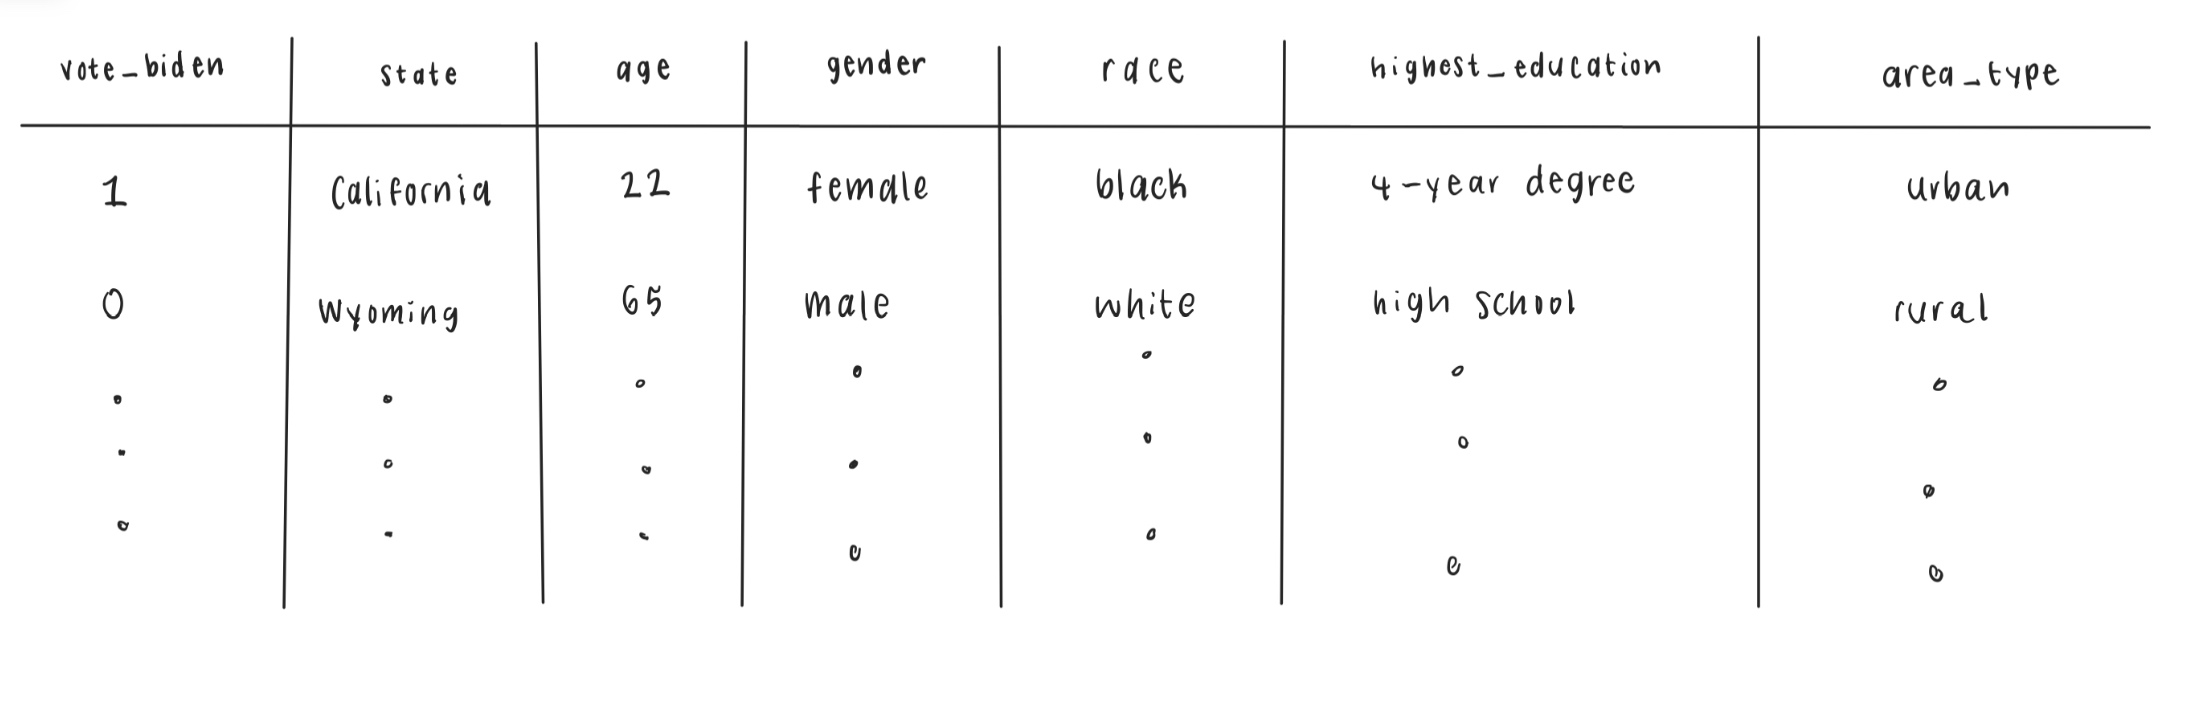 vote_biden state age gender race highest_education area_type
1 California 22 female black 4-year degree urban
0 Wyoming 65 male white high school rural